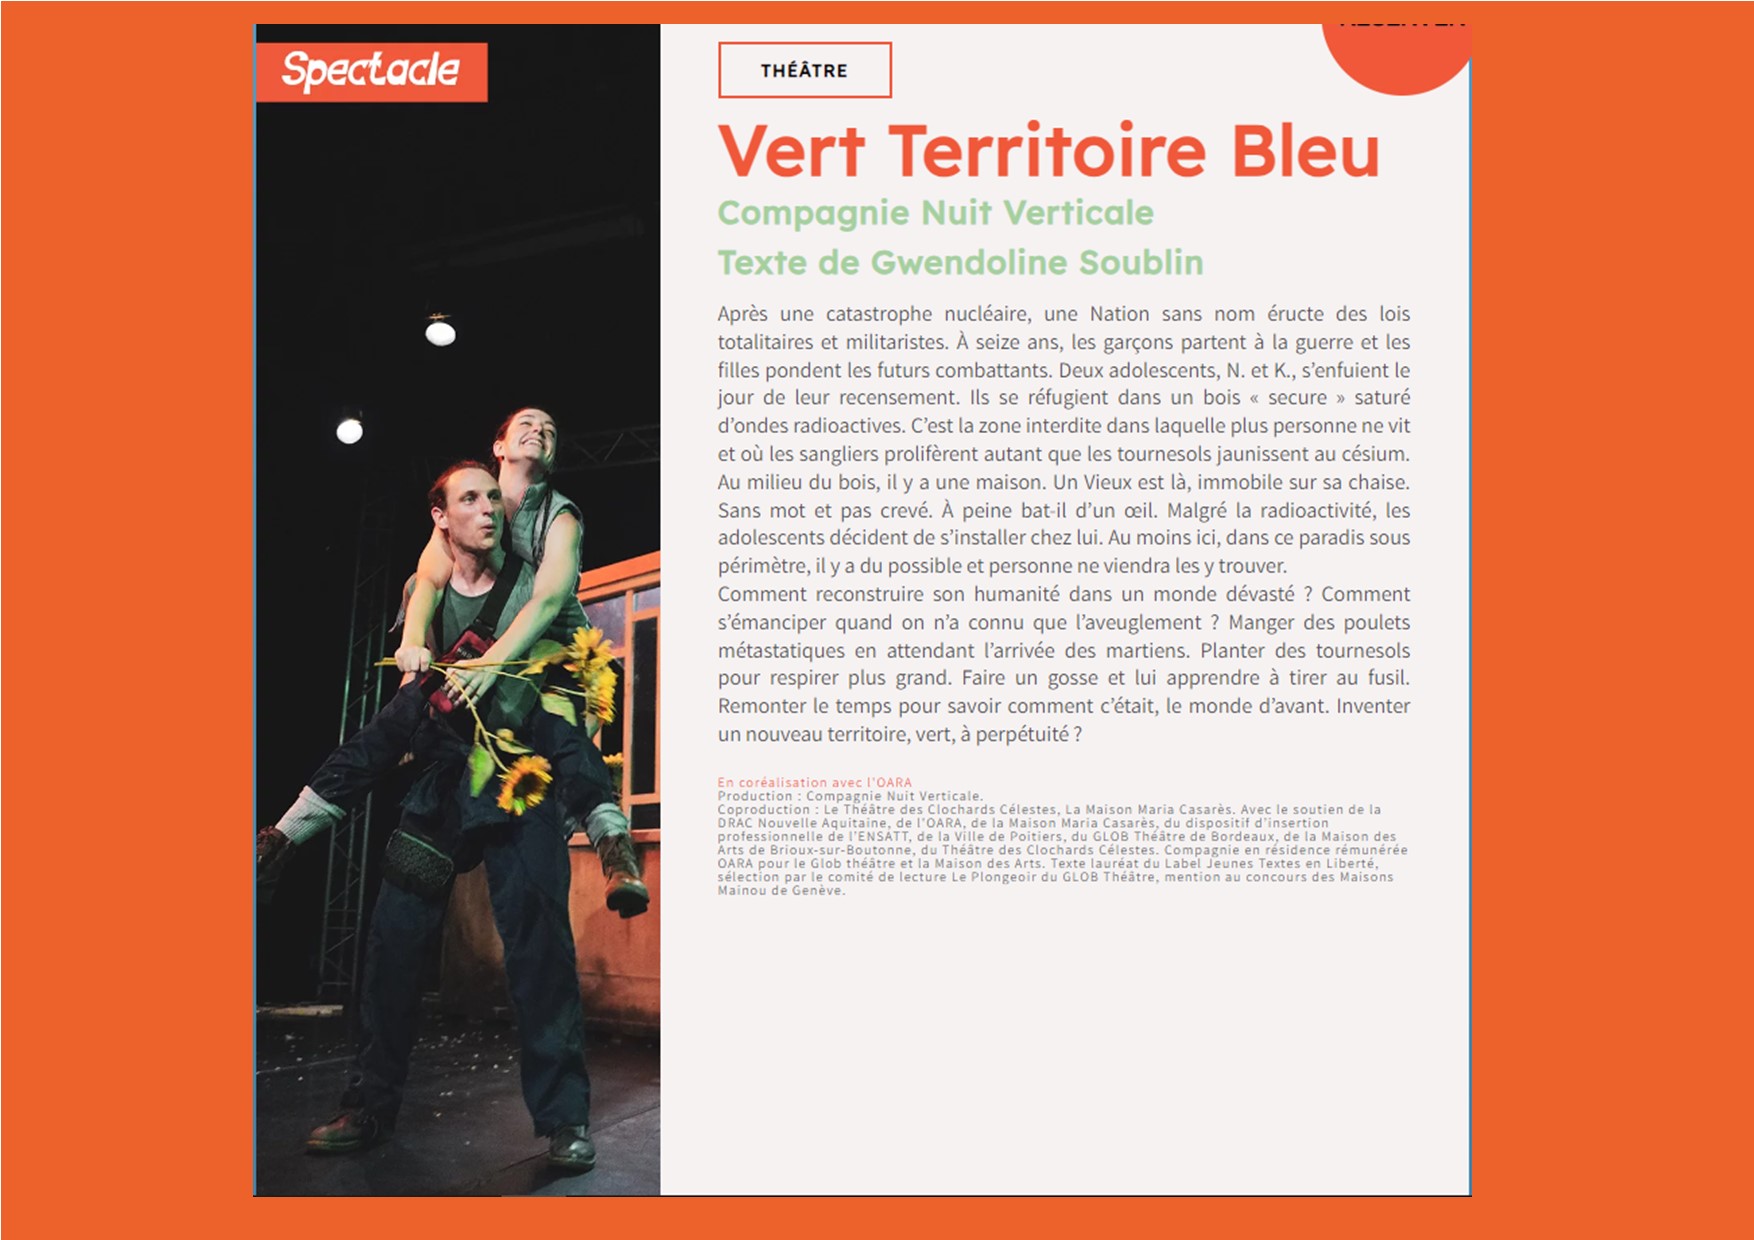 Spectacle
THÉÂTRE
Vert Territoire Bleu
Compagnie Nuit Verticale
Texte de Gwendoline Soublin
Après une catastrophe nucléaire, une Nation sans nom éructe des lois
totalitaires et militaristes. À seize ans, les garçons partent à la guerre et les
filles pondent les futurs combattants. Deux adolescents, N. et K., s’enfuient le
jour de leur recensement. Ils se réfugient dans un bois « secure » saturé
d’ondes radioactives. C’est la zone interdite dans laquelle plus personne ne vit
et où les sangliers prolifèrent autant que les tournesols jaunissent au césium.
Au milieu du bois, il y a une maison. Un Vieux est là, immobile sur sa chaise.
Sans mot et pas crevé. À peine bat-il d’un œil. Malgré la radioactivité, les
adolescents décident de s’installer chez lui. Au moins ici, dans ce paradis sous
périmètre, il y a du possible et personne ne viendra les y trouver.
Comment reconstruire son humanité dans un monde dévasté ? Comment
s’émanciper quand on n’a connu que l’aveuglement ? Manger des poulets
métastatiques en attendant l’arrivée des martiens. Planter des tournesols
pour respirer plus grand. Faire un gosse et lui apprendre à tirer au fusil.
Remonter le temps pour savoir comment c’était, le monde d’avant. Inventer
un nouveau territoire, vert, à perpétuité ?
En coréalisation avec l’OARA
Production : Compagnie Nuit Verticale.
Coproduction : Le Théâtre des Clochards Célestes, La Maison Maria Casarès. Avec le soutien de la
DRAC Nouvelle Aquitaine, de l’OARA, de la Maison Maria Casarès, du dispositif d’insertion
professionnelle de l’ENSATT, de la Ville de Poitiers, du GLOB Théâtre de Bordeaux, de la Maison des
Arts de Brioux-sur-Boutonne, du Théâtre des Clochards Célestes. Compagnie en résidence rémunérée
OARA pour le Glob théâtre et la Maison des Arts. Texte lauréat du Label Jeunes Textes en Liberté,
sélection par le comité de lecture Le Plongeoir du GLOB Théâtre, mention au concours des Maisons
Mainou de Genève.